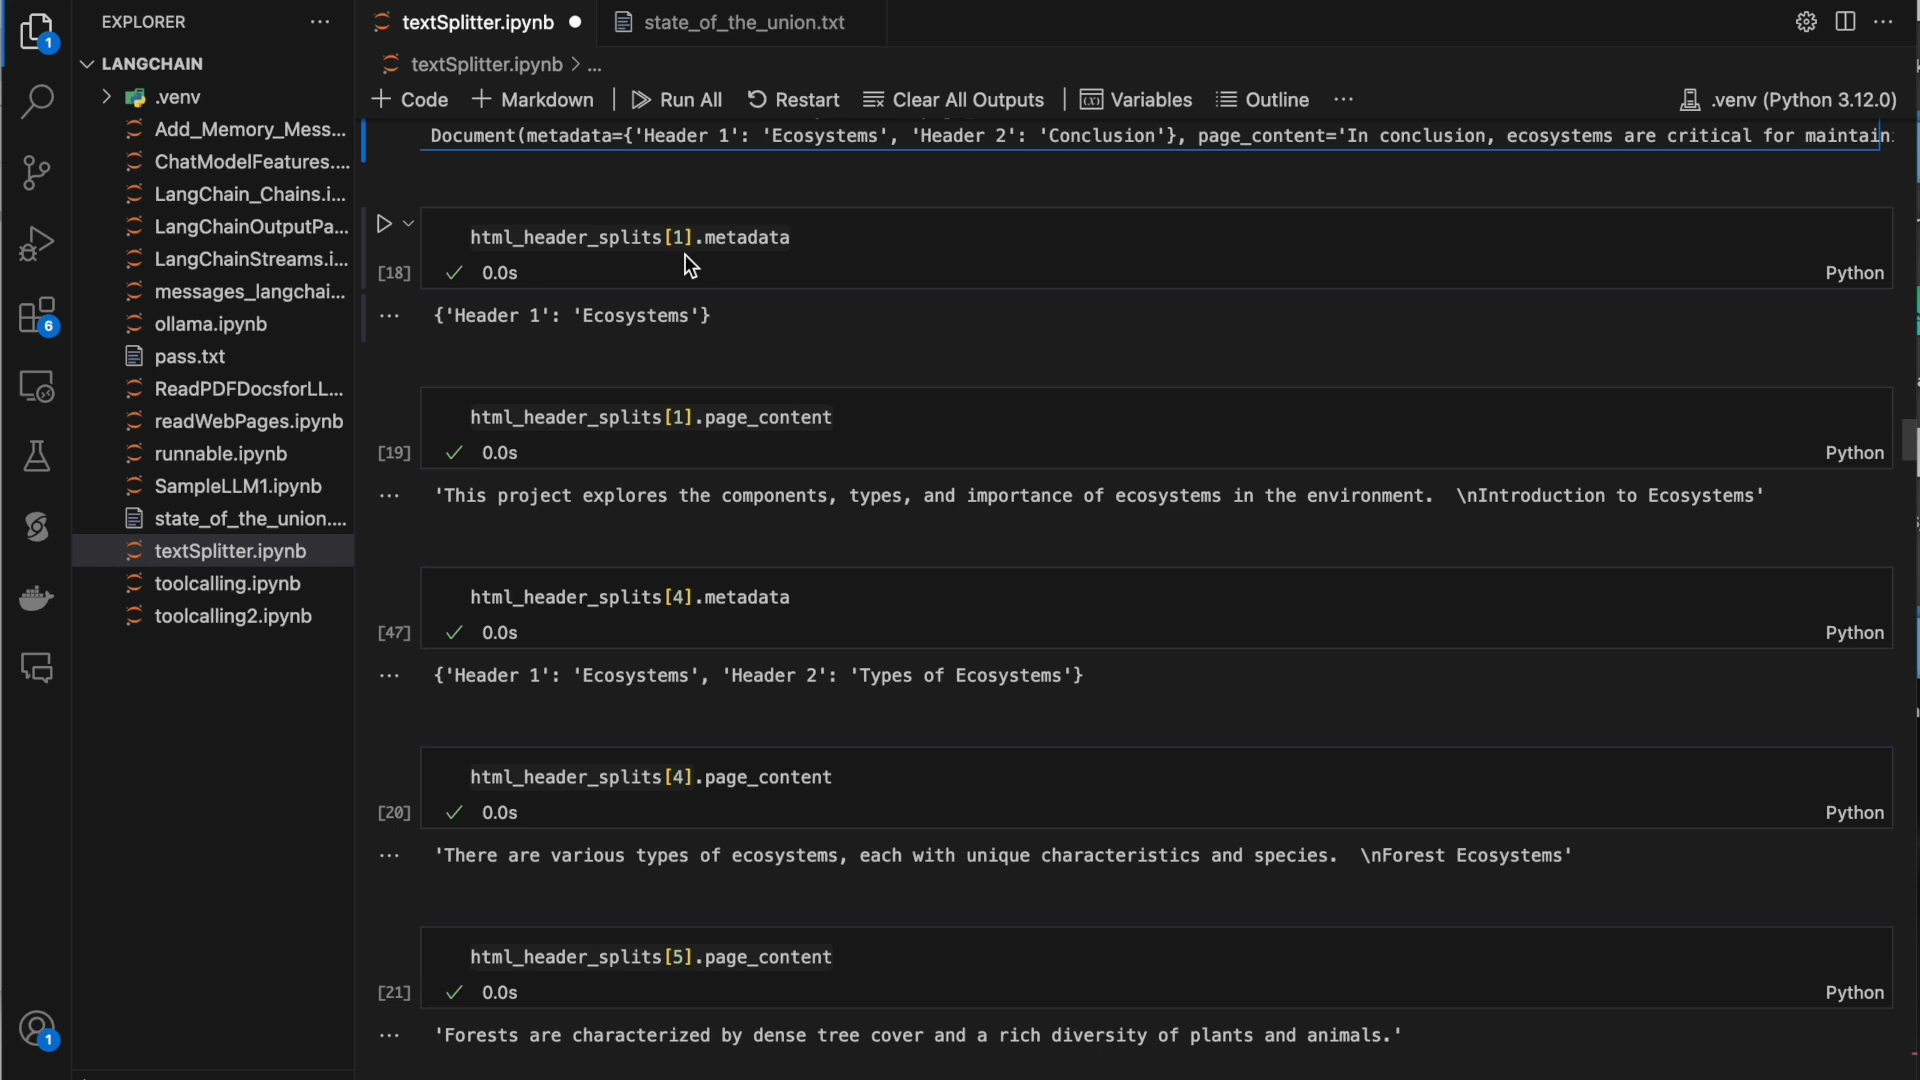 EXPLORER
LANGCHAIN
.venv
Add_Memory_Mess...
ChatModelFeatures....
LangChain_Chains.i...
LangChainOutputPa...
LangChainStreams.i...
messages_langchai...
ollama.ipynb
pass.txt
ReadPDFDocsforLL...
readWebPages.ipynb
runnable.ipynb
SampleLLM1.ipynb
state_of_the_union....
textSplitter.ipynb
toolcalling.ipynb
toolcalling2.ipynb
1
6
1
textSplitter.ipynb
state_of_the_union.txt
textSplitter.ipynb > ...
+ Code + Markdown Run All Restart Clear All Outputs Variables Outline ... .venv (Python 3.12.0)
Document(metadata={'Header 1': 'Ecosystems', 'Header 2': 'Conclusion'}, page_content='In conclusion, ecosystems are critical for maintain
html_header_splits[1].metadata
[18] ✓ 0.0s Python
... {'Header 1': 'Ecosystems'}
html_header_splits[1].page_content
[19] ✓ 0.0s Python
... 'This project explores the components, types, and importance of ecosystems in the environment.  \nIntroduction to Ecosystems'
html_header_splits[4].metadata
[47] ✓ 0.0s Python
... {'Header 1': 'Ecosystems', 'Header 2': 'Types of Ecosystems'}
html_header_splits[4].page_content
[20] ✓ 0.0s Python
... 'There are various types of ecosystems, each with unique characteristics and species.  \nForest Ecosystems'
html_header_splits[5].page_content
[21] ✓ 0.0s Python
... 'Forests are characterized by dense tree cover and a rich diversity of plants and animals.'